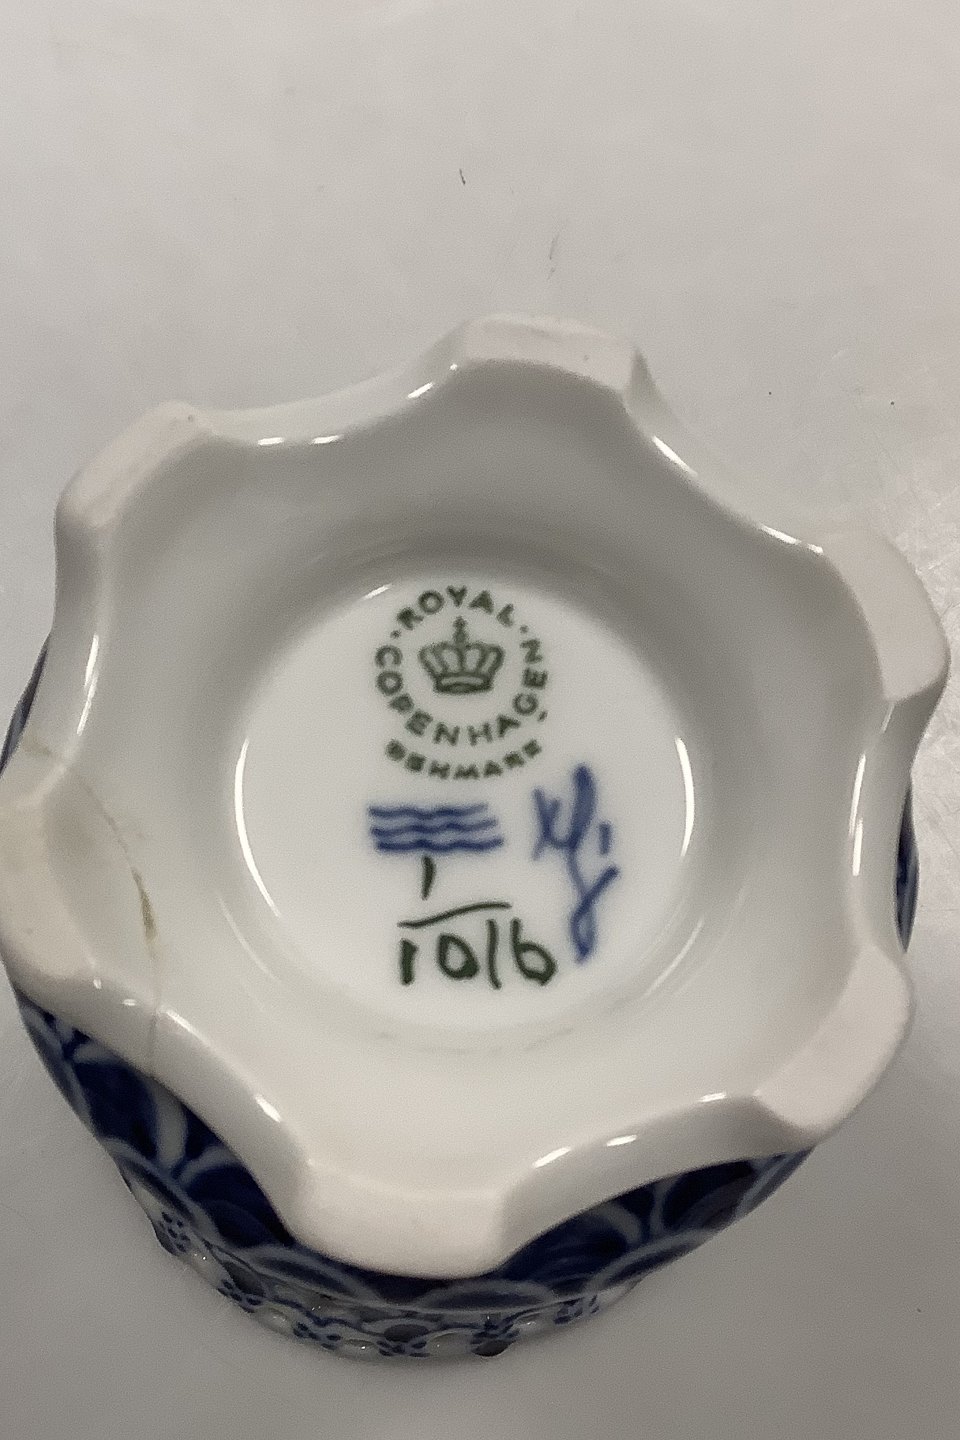 ·ROYAL·
COPENHAGEN
DENMARK
1
1016